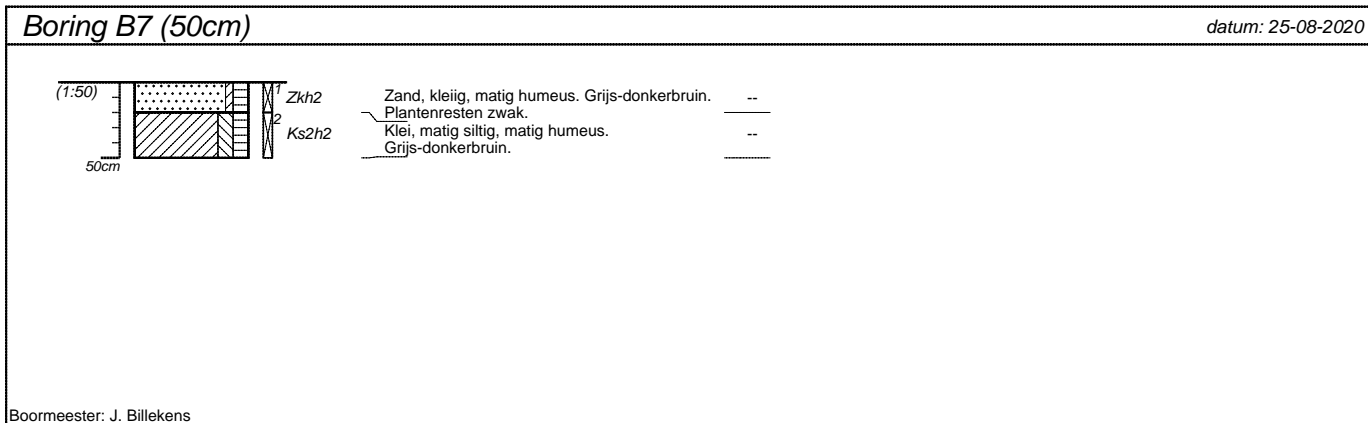 Boring B7 (50cm)
datum: 25-08-2020
(1:50)
1
Zkh2
Zand, kleiig, matig humeus. Grijs-donkerbruin.
--
Plantenresten zwak.
2
Ks2h2
Klei, matig siltig, matig humeus.
--
Grijs-donkerbruin.
50cm
Boormeester: J. Billekens